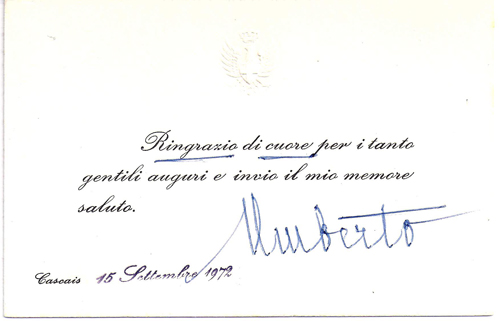 Ringrazio di cuore per i tanto
gentili auguri e invio il mio memore
saluto.
Umberto
Cascais 15 Settembre 1972